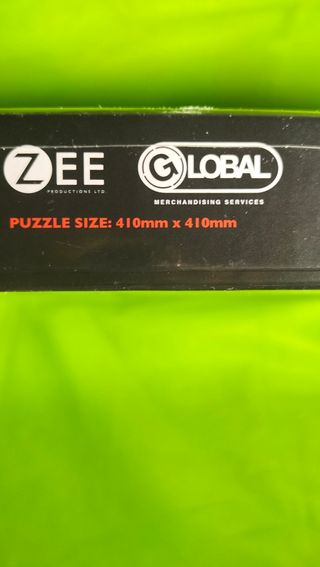 ZEE
PRODUCTIONS LTD.
GLOBAL
MERCHANDISING SERVICES
PUZZLE SIZE: 410mm x 410mm